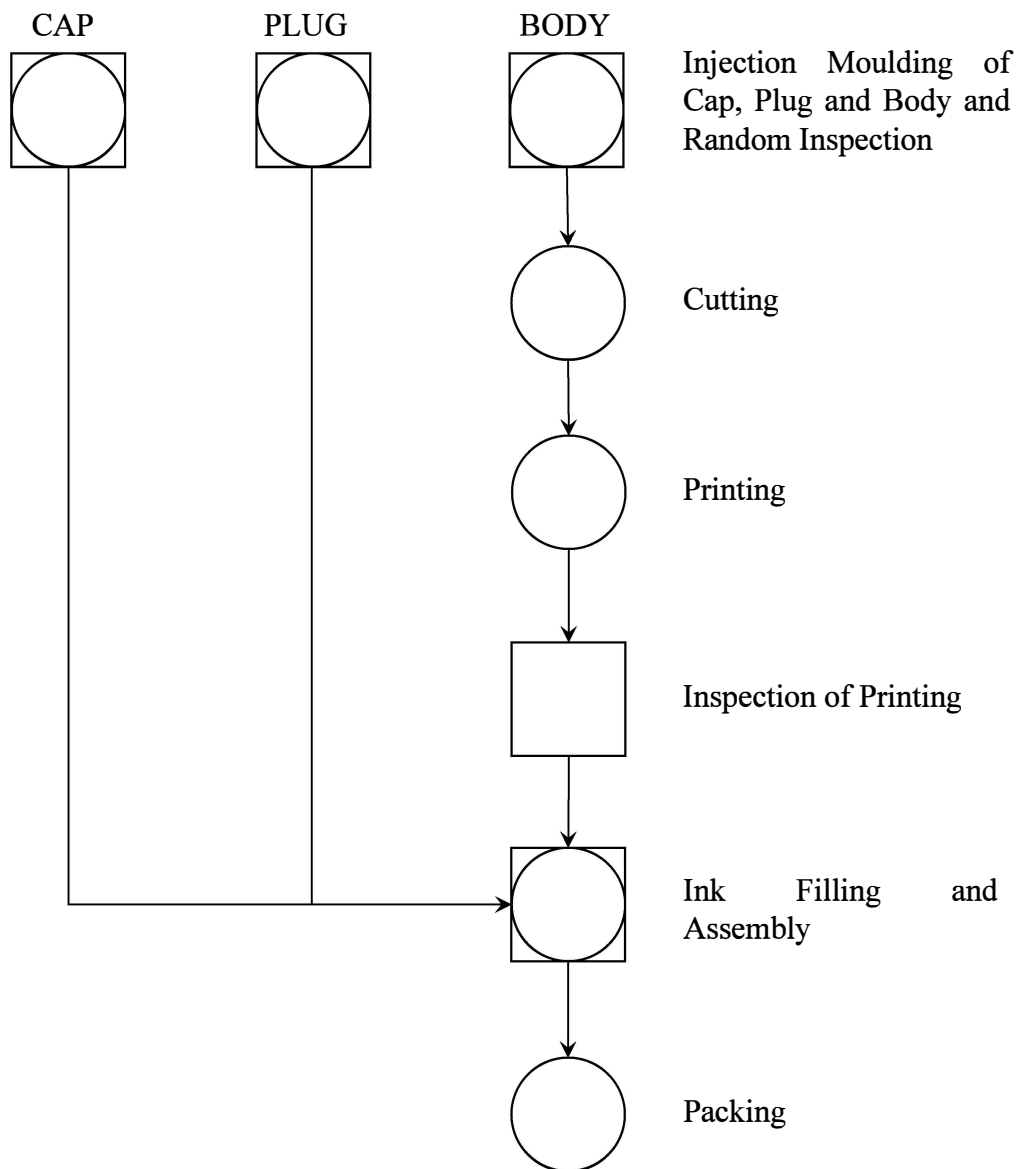 CAP PLUG BODY
Injection Moulding of
Cap, Plug and Body and
Random Inspection
Cutting
Printing
Inspection of Printing
Ink Filling and
Assembly
Packing